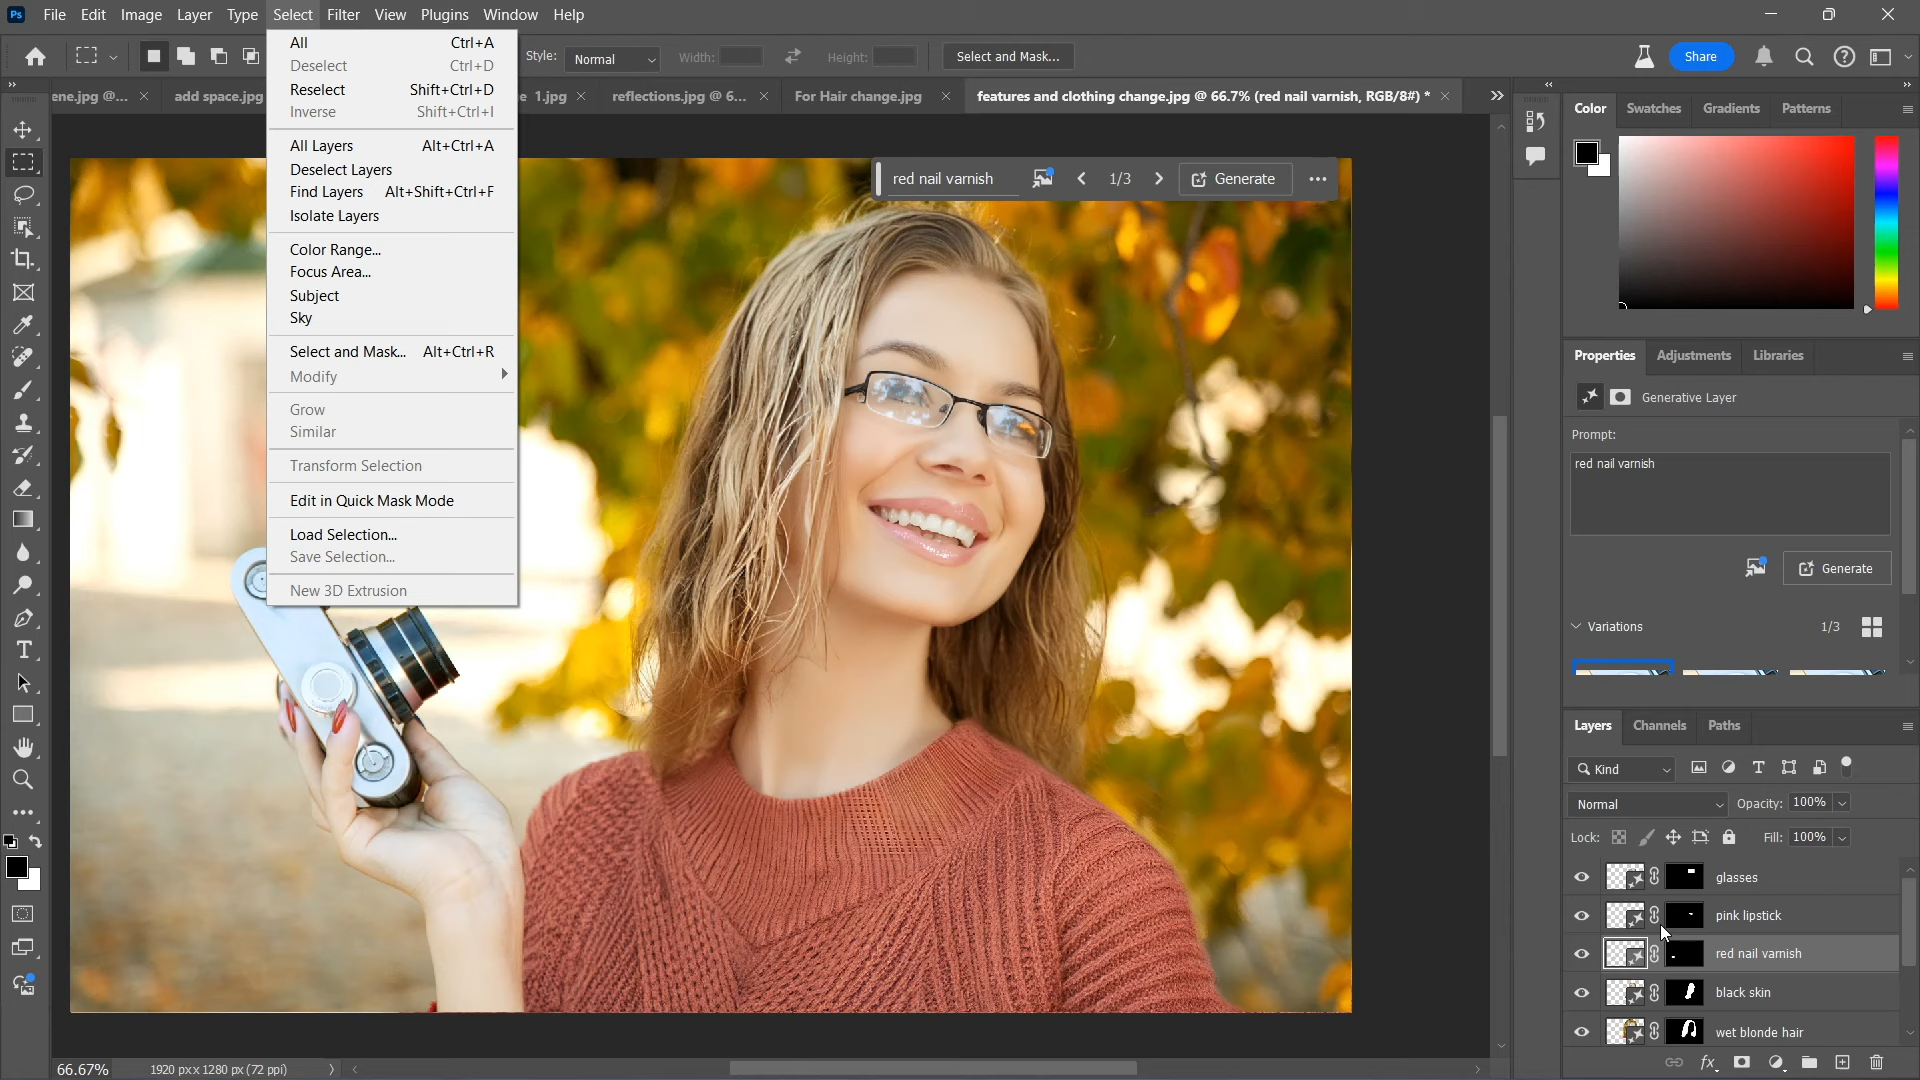 Ps File Edit Image Layer Type Select Filter View Plugins Window Help
Style: Normal Width: Height: Select and Mask... Share
ene.jpg @... add space.jpg e 1.jpg reflections.jpg @ 6... For Hair change.jpg features and clothing change.jpg @ 66.7% (red nail varnish, RGB/8#) *
All Ctrl+A
Deselect Ctrl+D
Reselect Shift+Ctrl+D
Inverse Shift+Ctrl+I
All Layers Alt+Ctrl+A
Deselect Layers
Find Layers Alt+Shift+Ctrl+F
Isolate Layers
Color Range...
Focus Area...
Subject
Sky
Select and Mask... Alt+Ctrl+R
Modify
Grow
Similar
Transform Selection
Edit in Quick Mask Mode
Load Selection...
Save Selection...
New 3D Extrusion
red nail varnish 1/3 Generate
Color Swatches Gradients Patterns
Properties Adjustments Libraries
Generative Layer
Prompt:
red nail varnish
Generate
Variations 1/3
Layers Channels Paths
Kind
Normal Opacity: 100%
Lock: Fill: 100%
glasses
pink lipstick
red nail varnish
black skin
wet blonde hair
66.67% 1920 px x 1280 px (72 ppi)